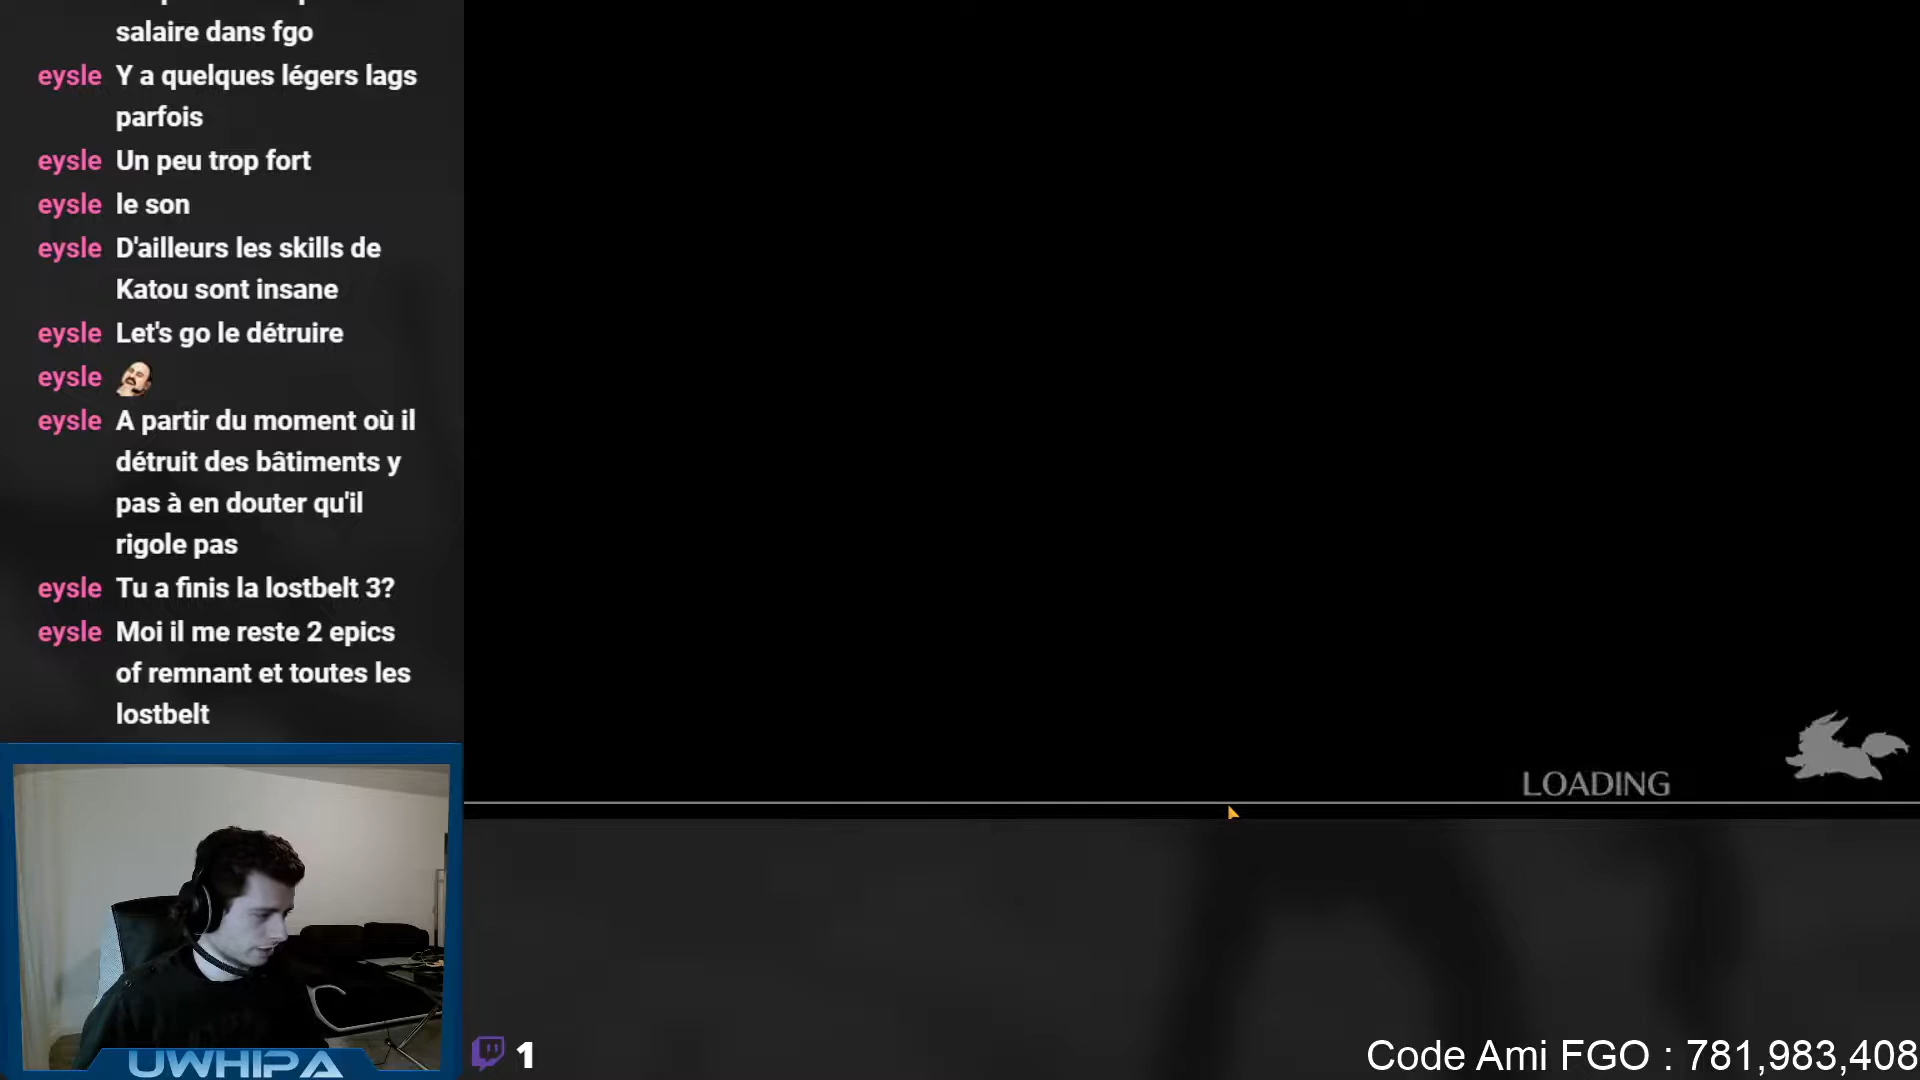 salaire dans fgo
eysle Y a quelques légers lags
parfois
eysle Un peu trop fort
eysle le son
eysle D'ailleurs les skills de
Katou sont insane
eysle Let's go le détruire
eysle
eysle A partir du moment où il
détruit des bâtiments y
pas à en douter qu'il
rigole pas
eysle Tu a finis la lostbelt 3?
eysle Moi il me reste 2 epics
of remnant et toutes les
lostbelt
LOADING
UWHIPA
1
Code Ami FGO : 781,983,408